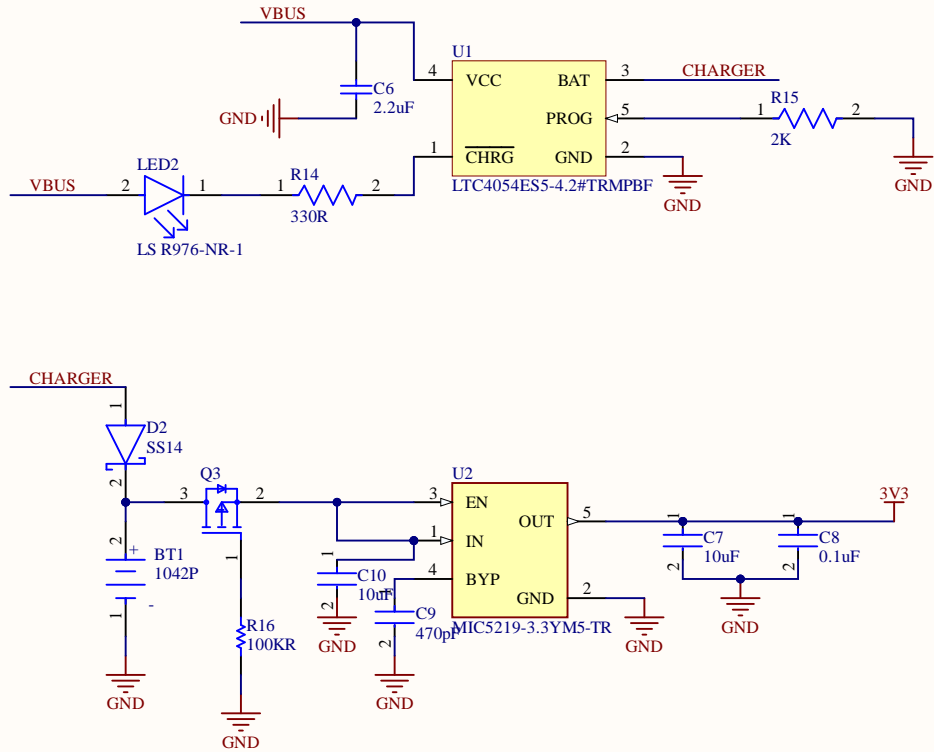 VBUS
U1
4
VCC
BAT
3
CHARGER
C6
2.2uF
GND
PROG
5
1
R15
2
2K
GND
1
CHRG
GND
2
GND
LTC4054ES5-4.2#TRMPBF
LED2
VBUS
2
1
LS R976-NR-1
R14
1
2
330R
CHARGER
1
D2
SS14
2
Q3
3
2
U2
3
EN
1
IN
4
BYP
OUT
5
GND
2
GND
MIC5219-3.3YM5-TR
3V3
1
C7
10uF
2
1
C8
0.1uF
2
GND
2
+
BT1
1042P
-
1
GND
R16
100KR
GND
1
C10
10uF
2
GND
1
C9
470pF
2
GND